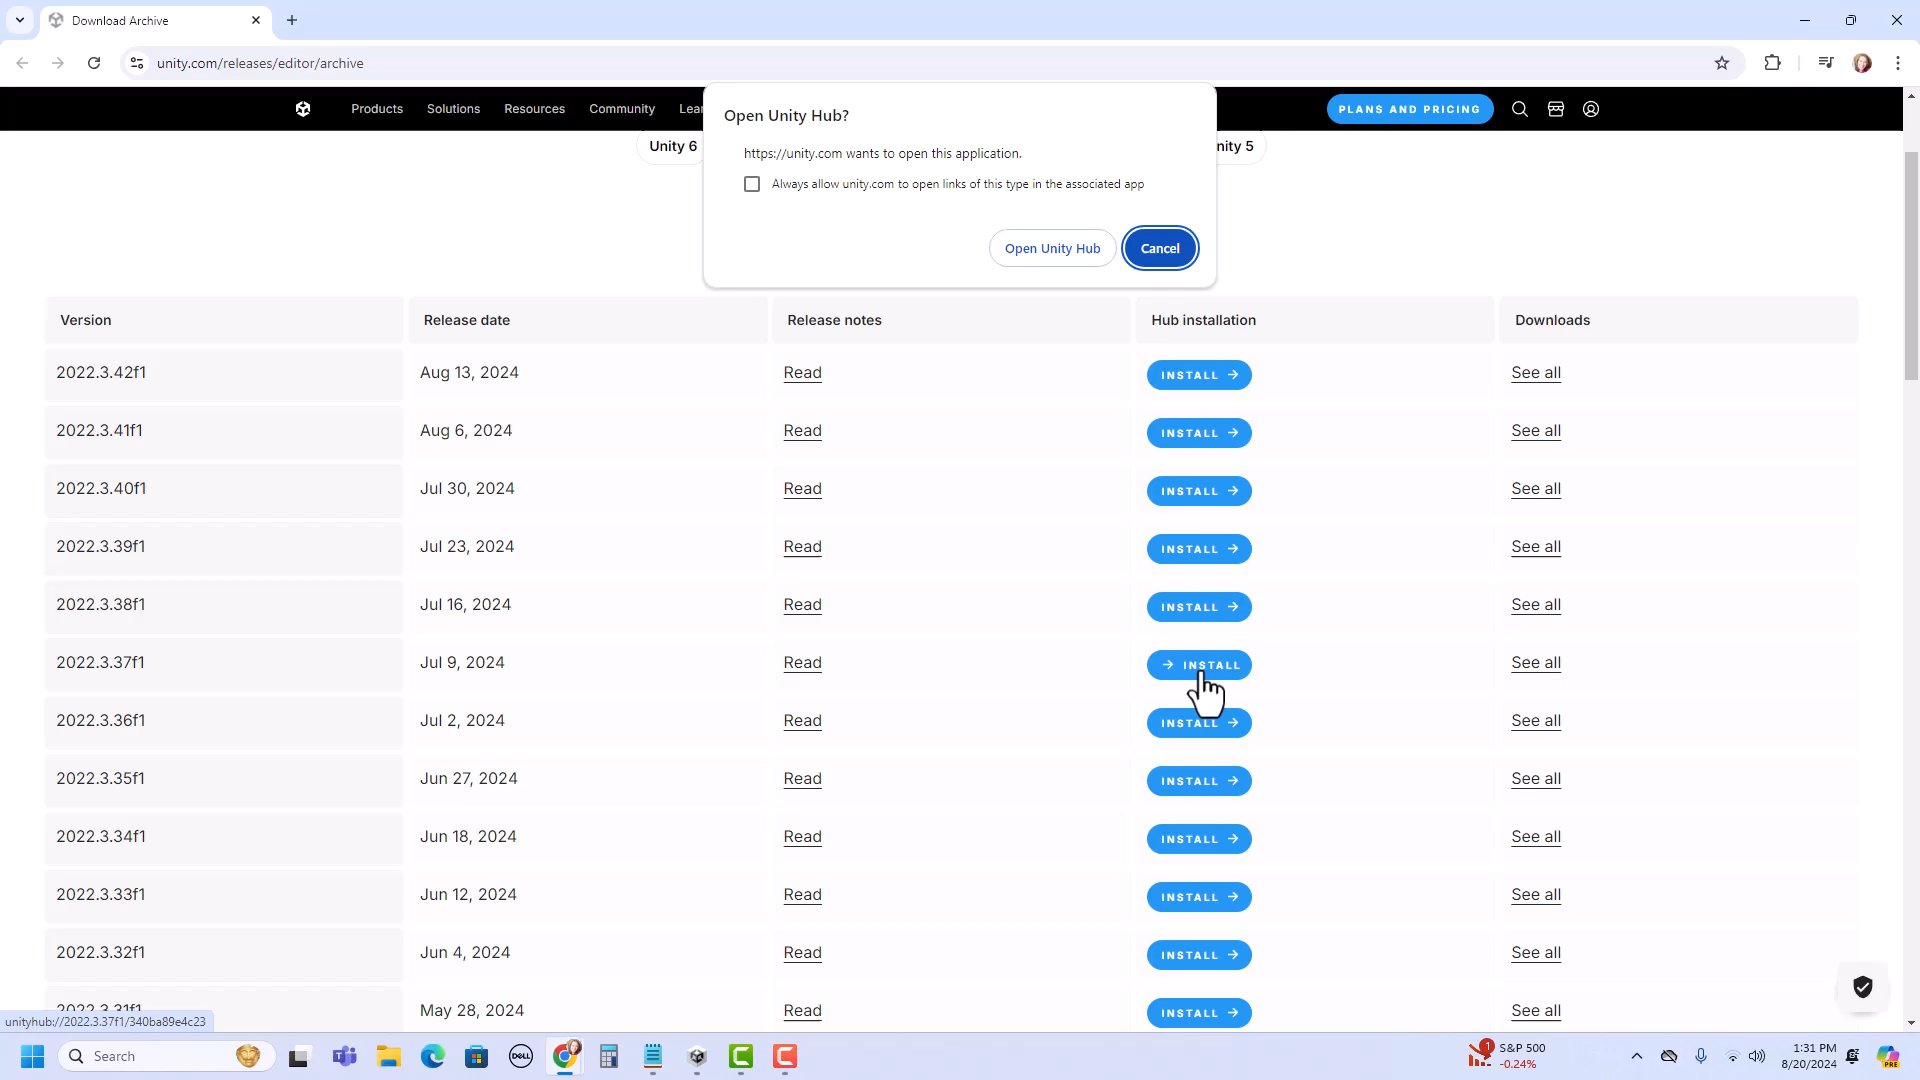 Download Archive
unity.com/releases/editor/archive
Products Solutions Resources Community Lear
PLANS AND PRICING
Unity 6
nity 5
Open Unity Hub?
https://unity.com wants to open this application.
Always allow unity.com to open links of this type in the associated app
Open Unity Hub Cancel
Version Release date Release notes Hub installation Downloads
2022.3.42f1 Aug 13, 2024 Read INSTALL → See all
2022.3.41f1 Aug 6, 2024 Read INSTALL → See all
2022.3.40f1 Jul 30, 2024 Read INSTALL → See all
2022.3.39f1 Jul 23, 2024 Read INSTALL → See all
2022.3.38f1 Jul 16, 2024 Read INSTALL → See all
2022.3.37f1 Jul 9, 2024 Read → INSTALL See all
2022.3.36f1 Jul 2, 2024 Read INSTALL → See all
2022.3.35f1 Jun 27, 2024 Read INSTALL → See all
2022.3.34f1 Jun 18, 2024 Read INSTALL → See all
2022.3.33f1 Jun 12, 2024 Read INSTALL → See all
2022.3.32f1 Jun 4, 2024 Read INSTALL → See all
2022.3.31f1 May 28, 2024 Read INSTALL → See all
unityhub://2022.3.37f1/340ba89e4c23
Search
DELL
1
S&P 500
-0.24%
1:31 PM
8/20/2024
PRE